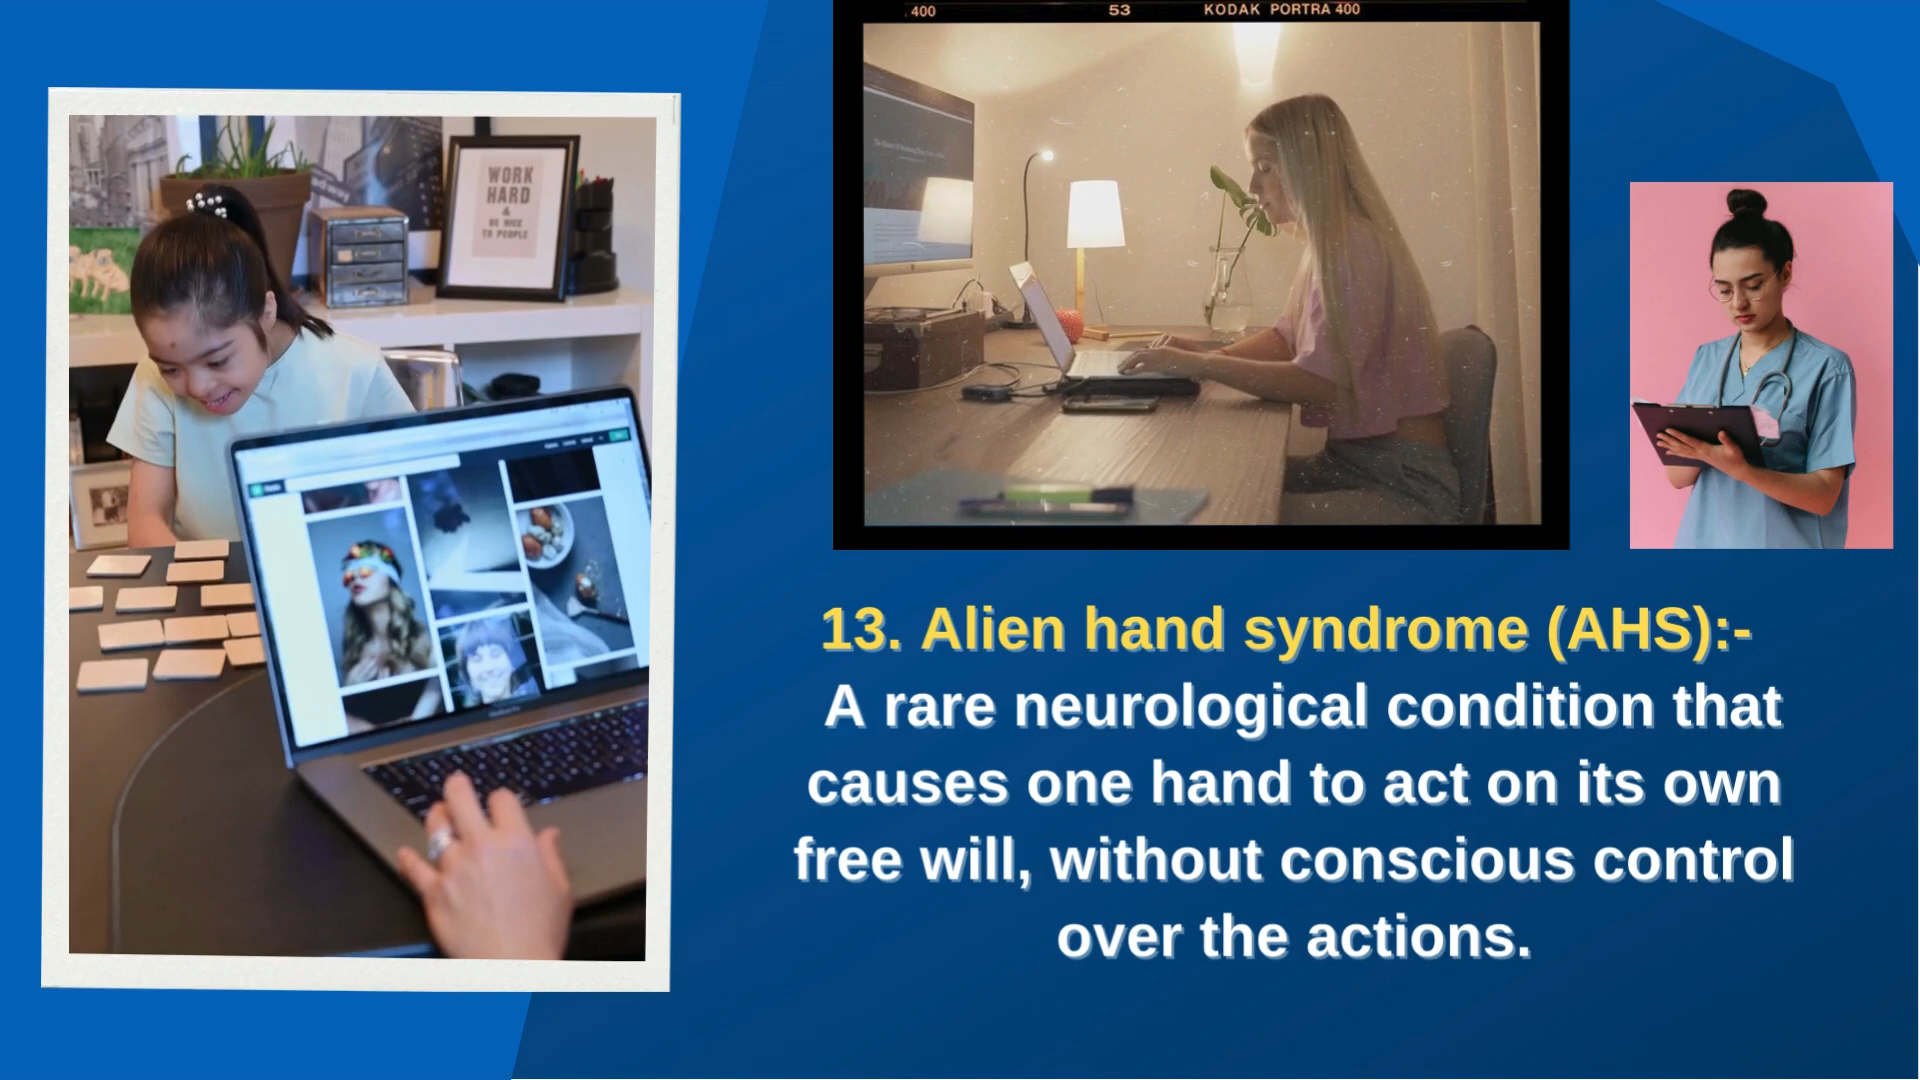 400 53 KODAK PORTRA 400
WORK
HARD
&
BE NICE
TO PEOPLE
13. Alien hand syndrome (AHS):-
A rare neurological condition that
causes one hand to act on its own
free will, without conscious control
over the actions.